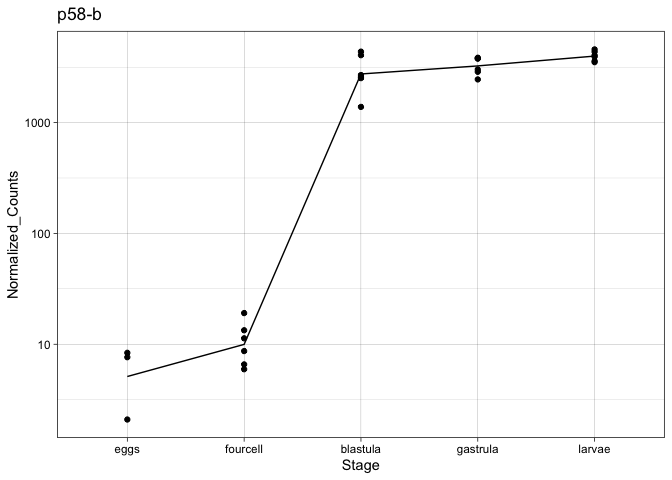 p58-b
Normalized_Counts
1000
100
10
eggs fourcell blastula gastrula larvae
Stage